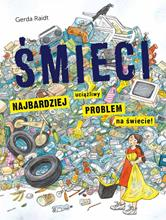 Gerda Raidt
ŚMIECI
NAJBARDZIEJ
uciążliwy
PROBLEM
na świecie!